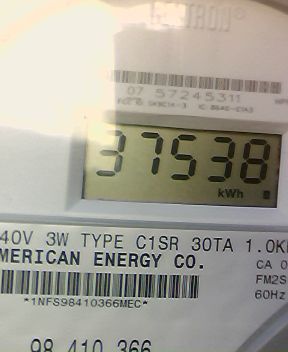 07 57245311
37538
kWh
40V 3W TYPE C1SR 30TA 1.0K
MERICAN ENERGY CO.
CA 0
FM2S
60Hz
*1NFS98410366MEC*
98 410 366